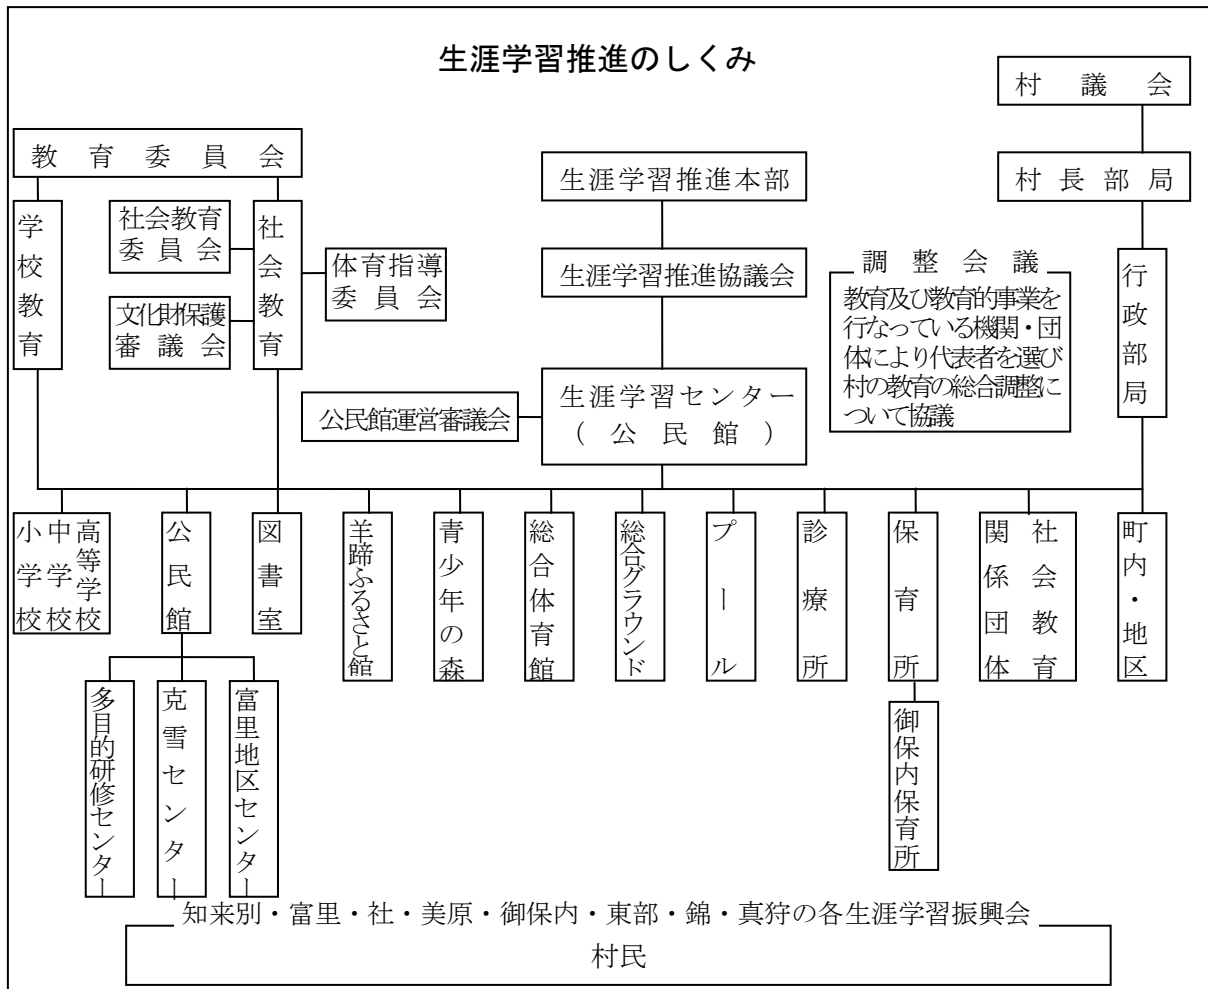 生涯学習推進のしくみ
村議会
教育委員会
生涯学習推進本部
村長部局
学校教育
社会教育
委員会
社会教育
体育指導
委員会
文化財保護
審議会
生涯学習推進協議会
調整会議
教育及び教育的事業を
行なっている機関・団
体により代表者を選び
村の教育の総合調整に
ついて協議
行政部局
公民館運営審議会
生涯学習センター
(公民館)
小学校
中学校
高等学校
公民館
図書室
羊蹄ふるさと館
青少年の森
総合体育館
総合グラウンド
プール
診療所
保育所
社会教育
関係団体
町内・地区
多目的研修センター
克雪センター
富里地区センター
御保内保育所
知来別・富里・社・美原・御保内・東部・錦・真狩の各生涯学習振興会
村民